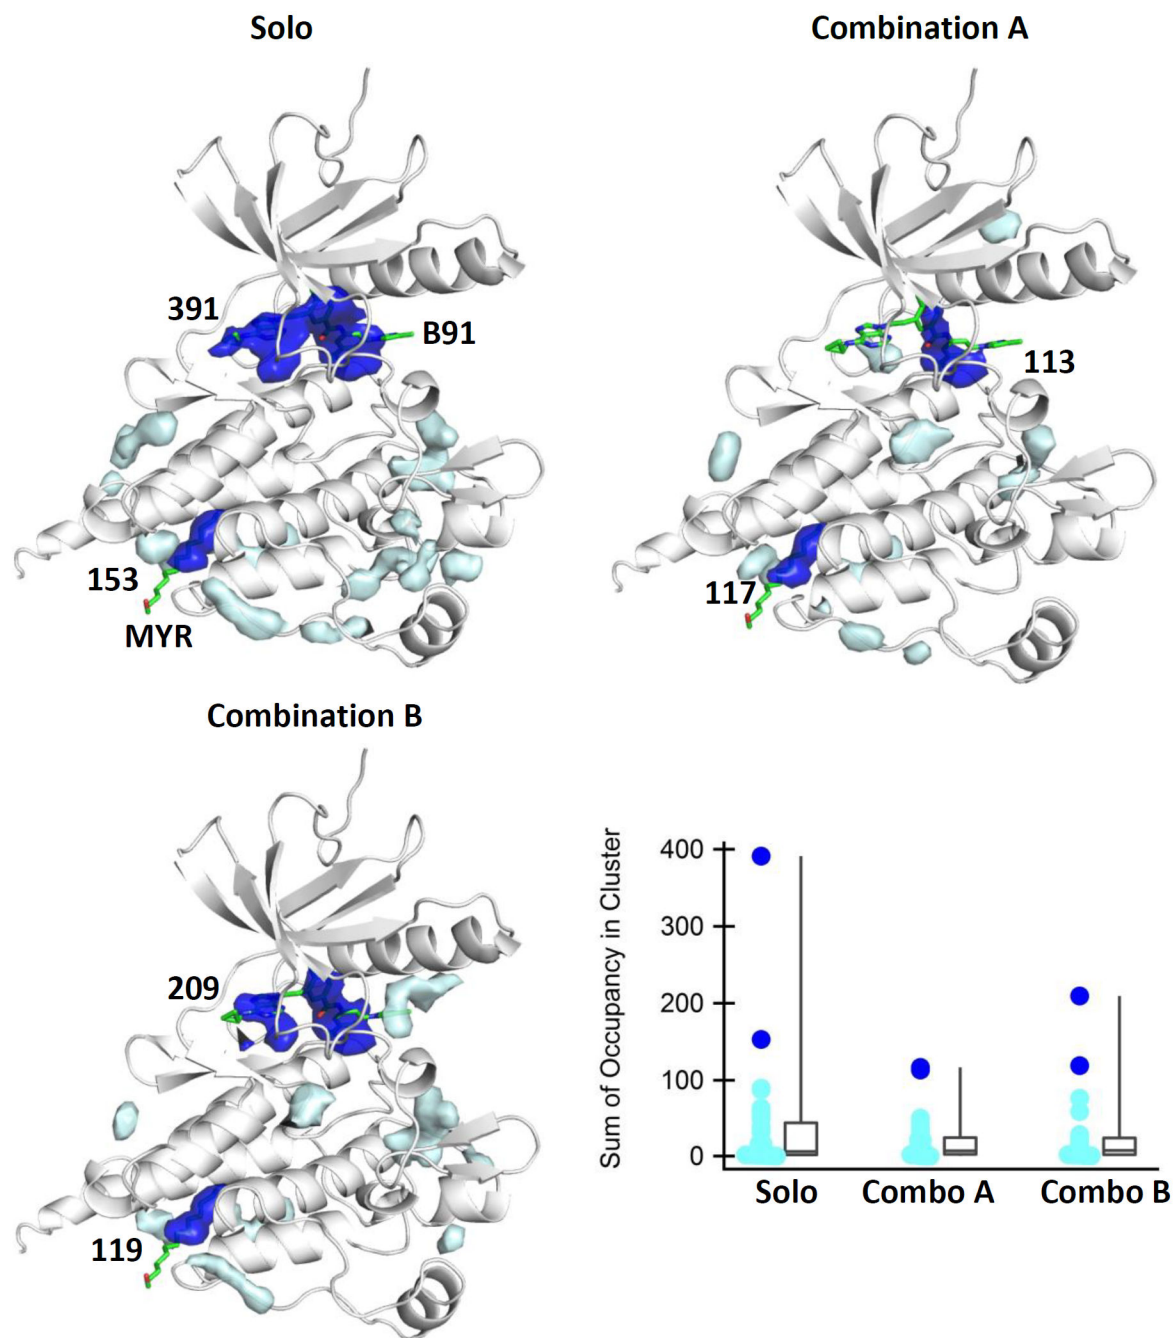 Solo
Combination A
391
B91
113
153
MYR
117
Combination B
209
119
Sum of Occupancy in Cluster
400
300
200
100
0
Solo Combo A Combo B